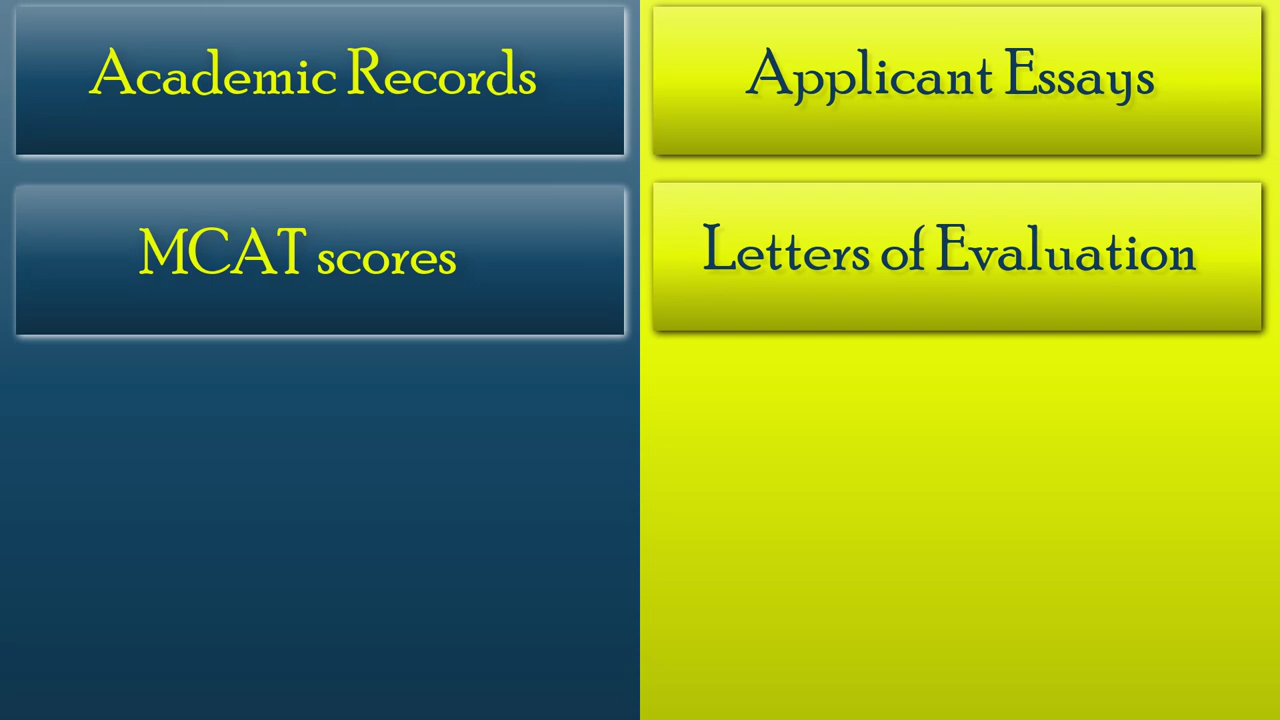 Academic Records
MCAT scores
Applicant Essays
Letters of Evaluation